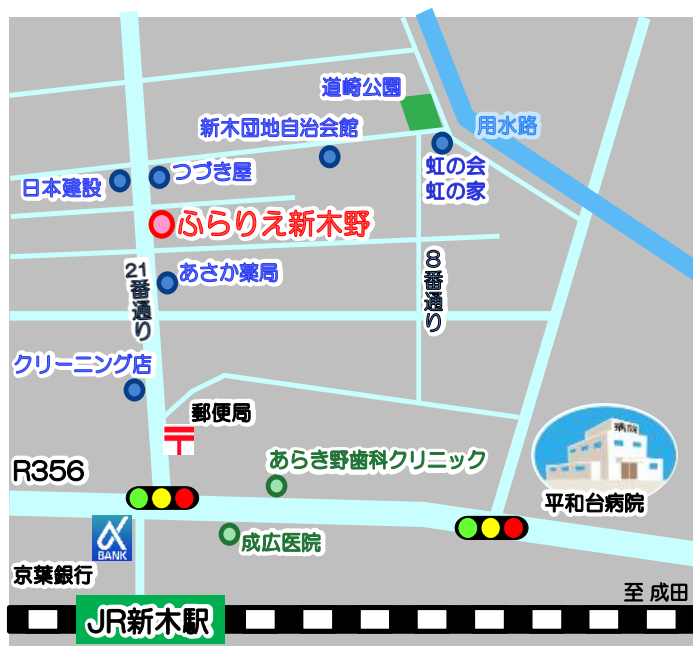 道崎公園
用水路
新木団地自治会館
虹の会
虹の家
つづき屋
日本建設
ふらりえ新木野
8番通り
あさか薬局
21番通り
クリーニング店
郵便局
病院
あらき野歯科クリニック
R356
平和台病院
BANK
成広医院
京葉銀行
至 成田
JR新木駅